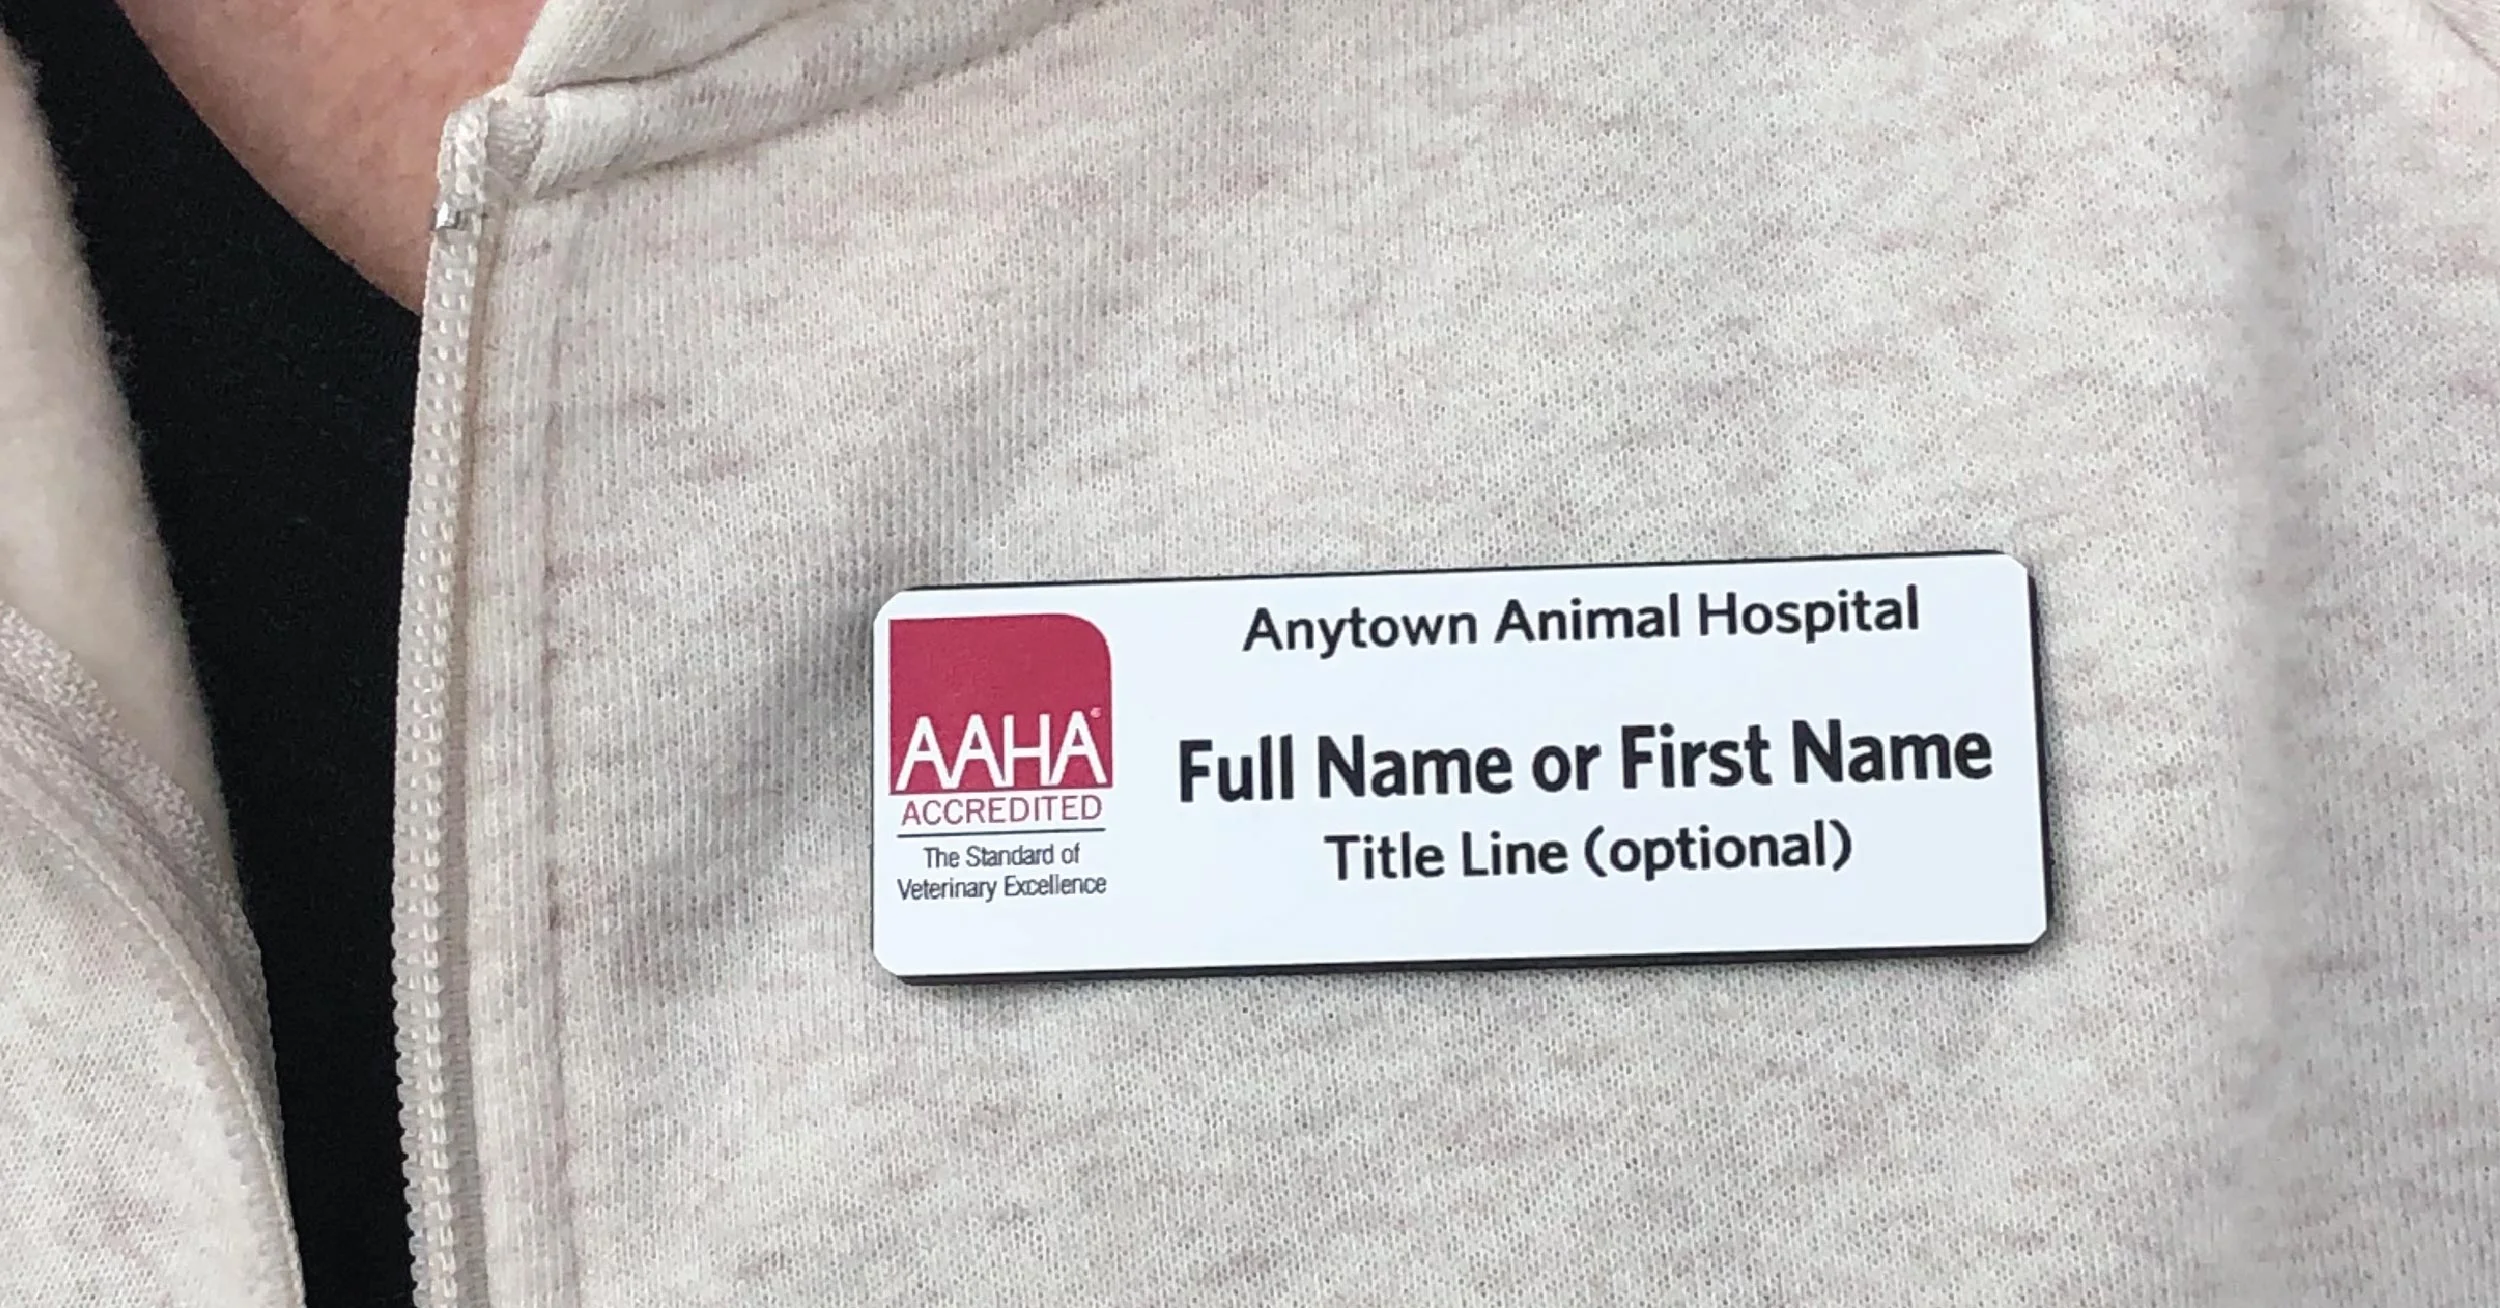 AAHA®
ACCREDITED
The Standard of
Veterinary Excellence
Anytown Animal Hospital
Full Name or First Name
Title Line (optional)